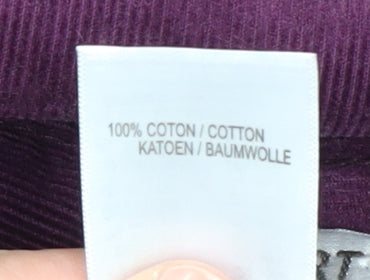 100% COTON / COTTON
KATOEN / BAUMWOLLE